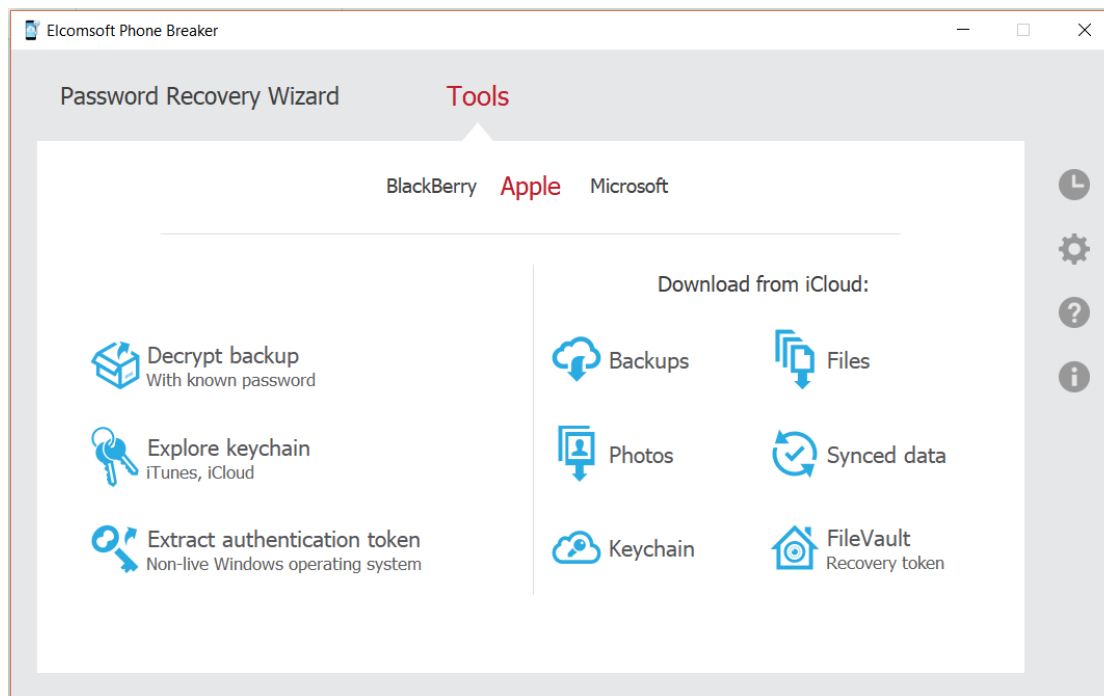 Elcomsoft Phone Breaker
Password Recovery Wizard
Tools
BlackBerry
Apple
Microsoft
Decrypt backup
With known password
Explore keychain
iTunes, iCloud
Extract authentication token
Non-live Windows operating system
Download from iCloud:
Backups
Files
Photos
Synced data
Keychain
FileVault
Recovery token